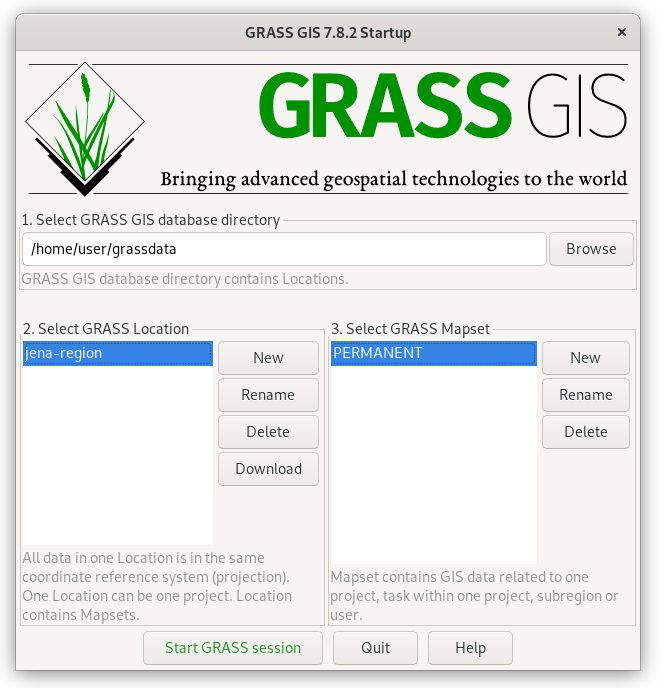 GRASS GIS 7.8.2 Startup
×
GRASS GIS
Bringing advanced geospatial technologies to the world
1. Select GRASS GIS database directory
/home/user/grassdata
Browse
GRASS GIS database directory contains Locations.
2. Select GRASS Location
jena-region
New
Rename
Delete
Download
All data in one Location is in the same
coordinate reference system (projection).
One Location can be one project. Location
contains Mapsets.
3. Select GRASS Mapset
PERMANENT
New
Rename
Delete
Mapset contains GIS data related to one
project, task within one project, subregion or
user.
Start GRASS session
Quit
Help